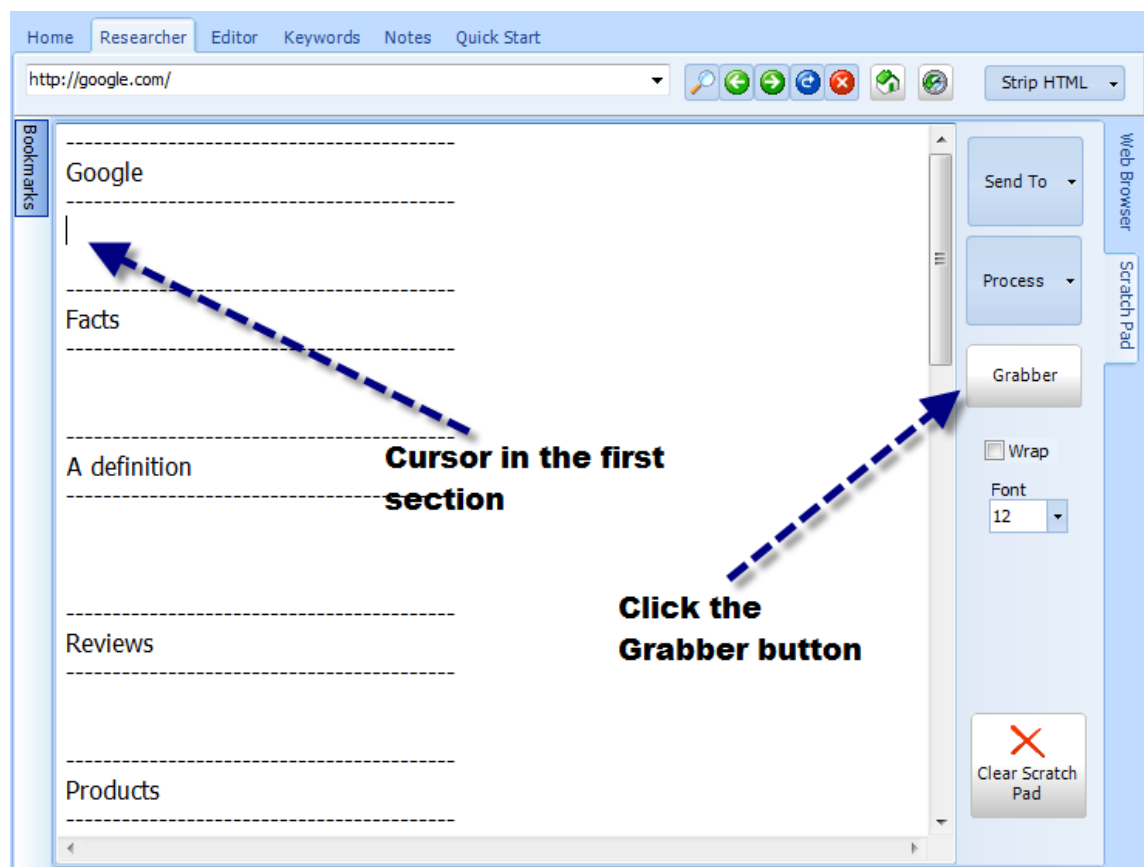 Home Researcher Editor Keywords Notes Quick Start
http://google.com/
Strip HTML
Bookmarks
----------------------------------------
Google
----------------------------------------
----------------------------------------
Facts
----------------------------------------
----------------------------------------
A definition
----------------------------------------
----------------------------------------
Reviews
----------------------------------------
----------------------------------------
Products
----------------------------------------
Cursor in the first
section
Click the
Grabber button
Send To
Process
Grabber
Wrap
Font
12
Clear Scratch
Pad
Web Browser
Scratch Pad